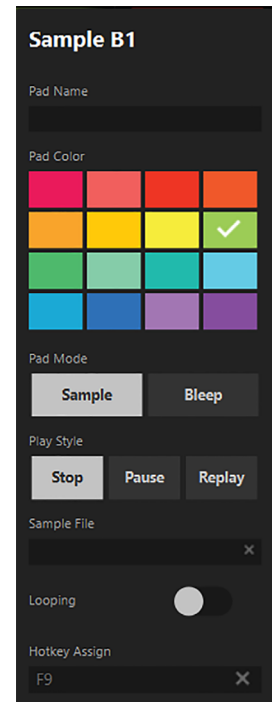 Sample B1
Pad Name
Pad Color
Pad Mode
Sample Bleep
Play Style
Stop Pause Replay
Sample File
Looping
Hotkey Assign
F9